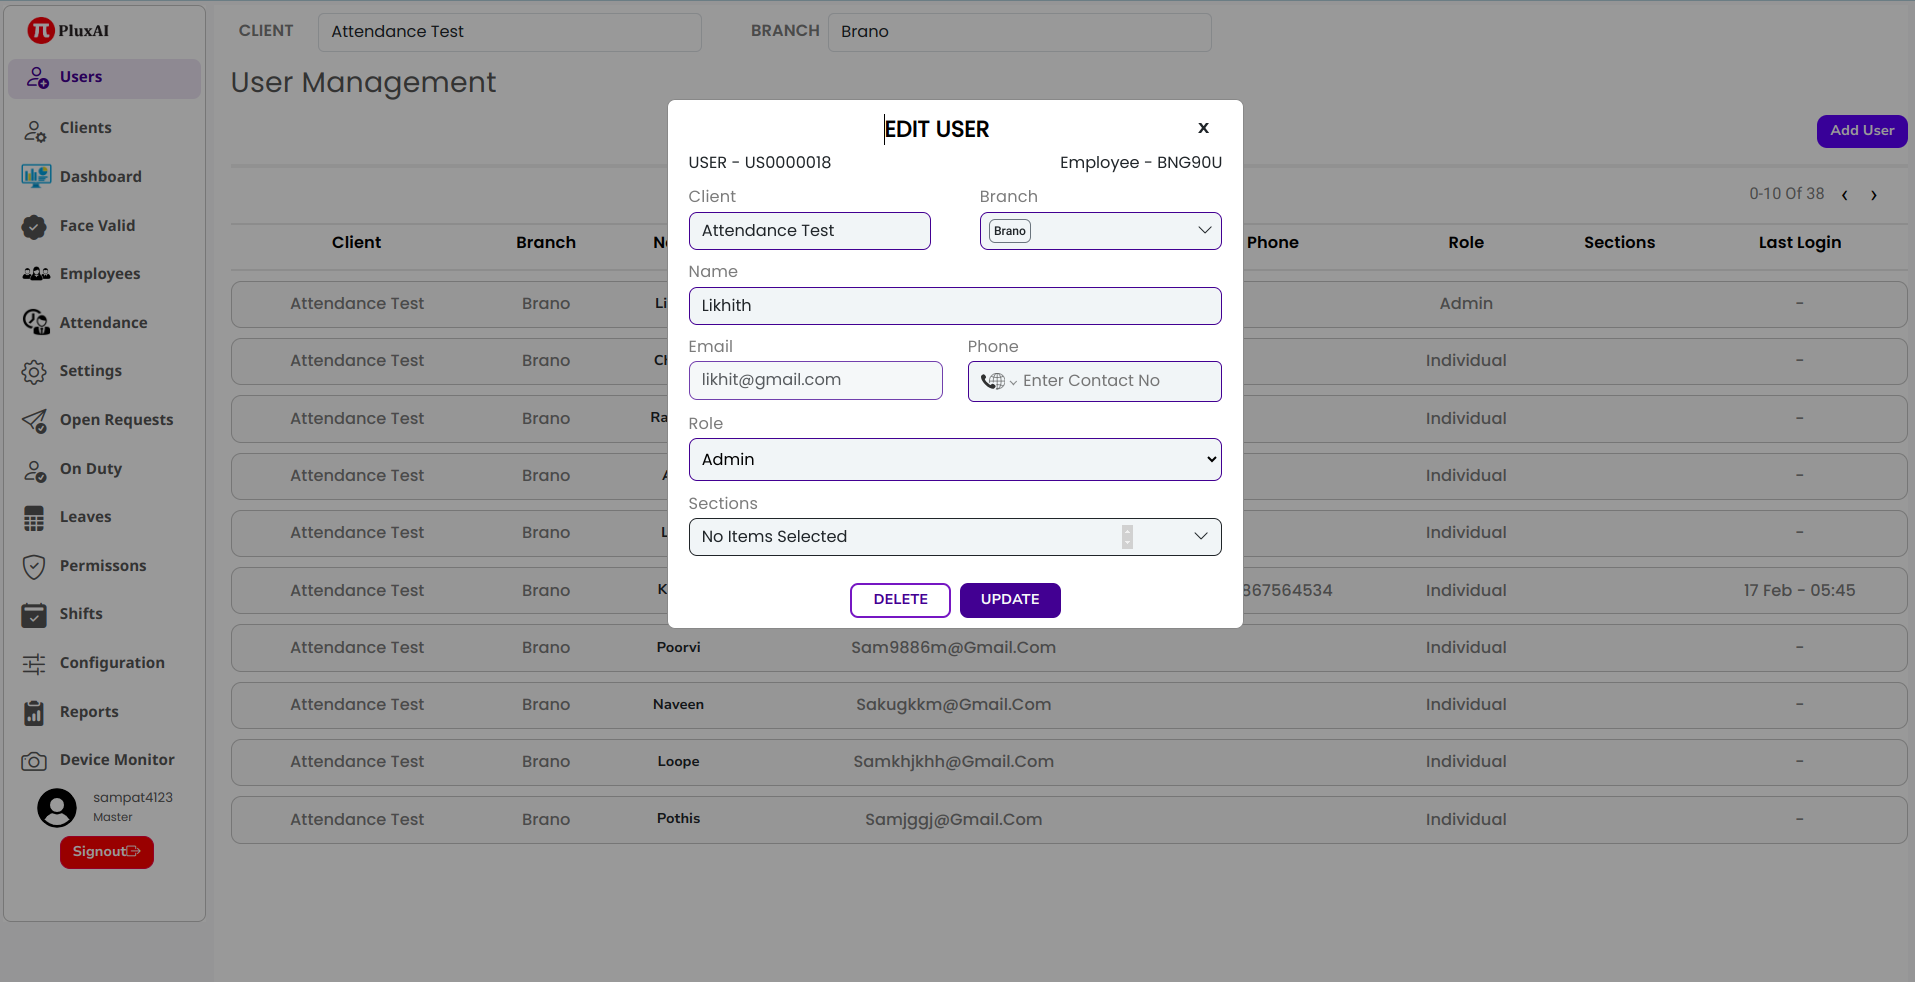 PluxAI
Users
Clients
Dashboard
Face Valid
Employees
Attendance
Settings
Open Requests
On Duty
Leaves
Permissons
Shifts
Configuration
Reports
Device Monitor
sampat4123
Master
Signout
CLIENT Attendance Test BRANCH Brano
User Management
Add User
0-10 Of 38
Client Branch Phone Role Sections Last Login
Attendance Test Brano Admin -
Attendance Test Brano Individual -
Attendance Test Brano Individual -
Attendance Test Brano Individual -
Attendance Test Brano Individual -
Attendance Test Brano 867564534 Individual 17 Feb - 05:45
Attendance Test Brano Poorvi Sam9886m@Gmail.Com Individual -
Attendance Test Brano Naveen Sakugkkm@Gmail.Com Individual -
Attendance Test Brano Loope Samkhjkhh@Gmail.Com Individual -
Attendance Test Brano Pothis Samjggj@Gmail.Com Individual -
EDIT USER x
USER - US0000018 Employee - BNG90U
Client Branch
Attendance Test Brano
Name
Likhith
Email Phone
likhit@gmail.com Enter Contact No
Role
Admin
Sections
No Items Selected
DELETE UPDATE